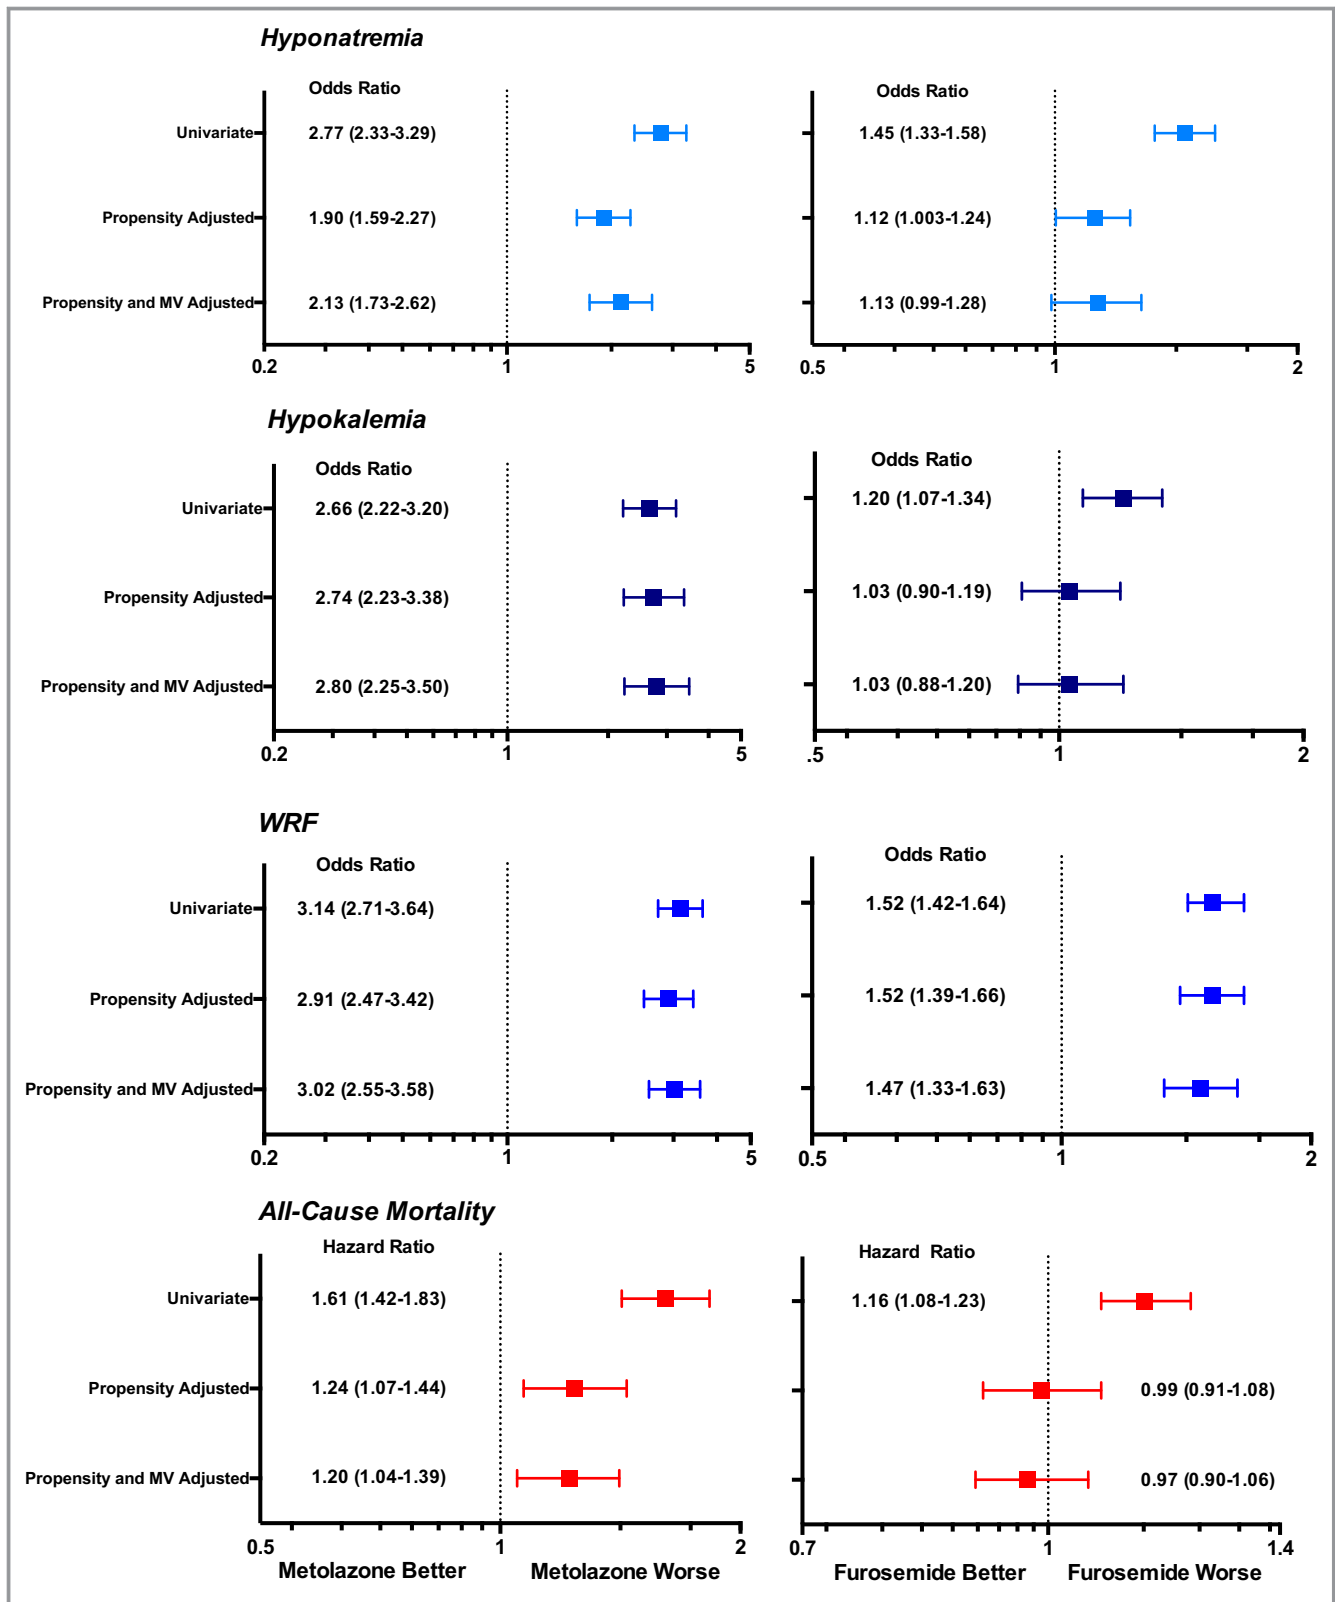 Hyponatremia
Odds Ratio
Odds Ratio
Univariate 2.77 (2.33-3.29) 1.45 (1.33-1.58)
Propensity Adjusted 1.90 (1.59-2.27) 1.12 (1.003-1.24)
Propensity and MV Adjusted 2.13 (1.73-2.62) 1.13 (0.99-1.28)
0.2 1 5 0.5 1 2
Hypokalemia
Odds Ratio
Odds Ratio
Univariate 2.66 (2.22-3.20) 1.20 (1.07-1.34)
Propensity Adjusted 2.74 (2.23-3.38) 1.03 (0.90-1.19)
Propensity and MV Adjusted 2.80 (2.25-3.50) 1.03 (0.88-1.20)
0.2 1 5 .5 1 2
WRF
Odds Ratio
Odds Ratio
Univariate 3.14 (2.71-3.64) 1.52 (1.42-1.64)
Propensity Adjusted 2.91 (2.47-3.42) 1.52 (1.39-1.66)
Propensity and MV Adjusted 3.02 (2.55-3.58) 1.47 (1.33-1.63)
0.2 1 5 0.5 1 2
All-Cause Mortality
Hazard Ratio
Hazard Ratio
Univariate 1.61 (1.42-1.83) 1.16 (1.08-1.23)
Propensity Adjusted 1.24 (1.07-1.44) 0.99 (0.91-1.08)
Propensity and MV Adjusted 1.20 (1.04-1.39) 0.97 (0.90-1.06)
0.5 1 2 0.7 1 1.4
Metolazone Better Metolazone Worse Furosemide Better Furosemide Worse